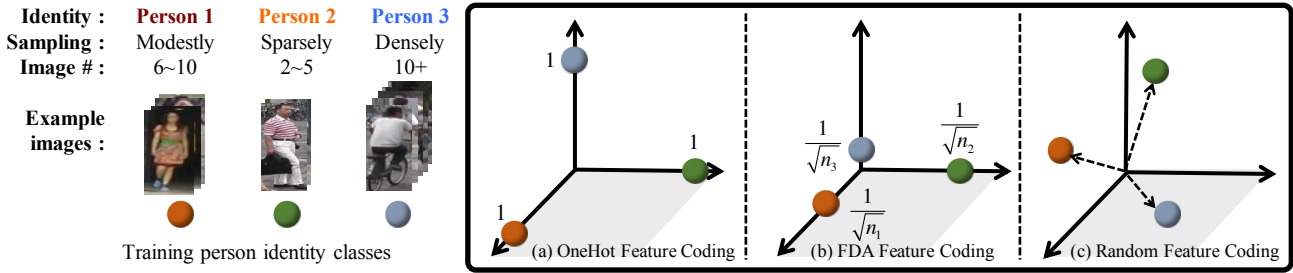 Identity : Person 1 Person 2 Person 3
Sampling : Modestly Sparsely Densely
Image # : 6~10 2~5 10+
Example
images :
Training person identity classes
1
1
1
(a) OneHot Feature Coding
1/√n₃
1/√n₂
1/√n₁
(b) FDA Feature Coding
(c) Random Feature Coding